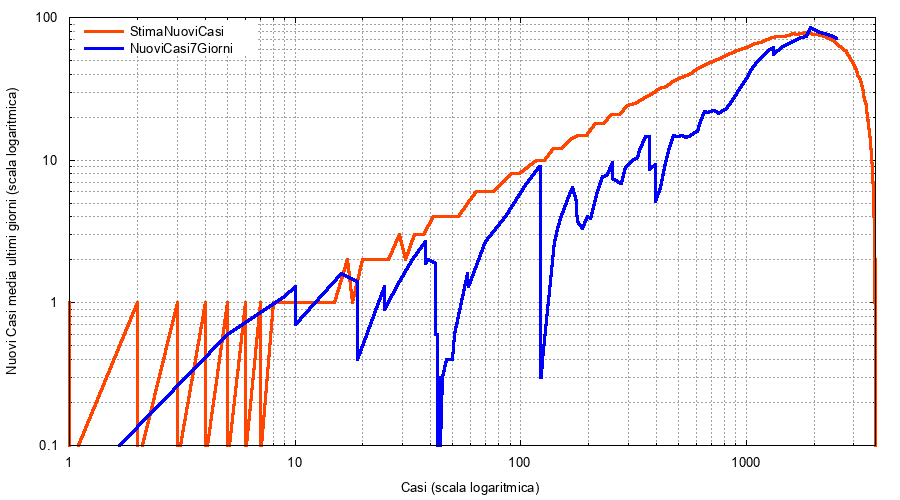 100
StimaNuoviCasi
NuoviCasi7Giorni
10
1
0.1
1 10 100 1000
Nuovi Casi media ultimi giorni (scala logaritmica)
Casi (scala logaritmica)